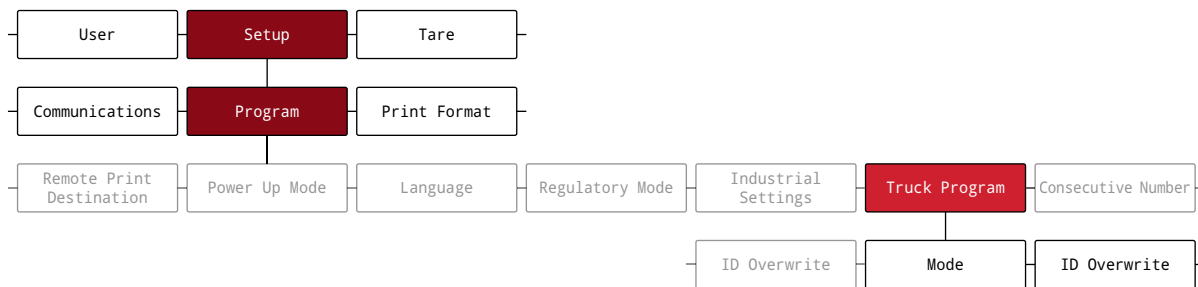 User
Setup
Tare
Communications
Program
Print Format
Remote Print
Destination
Power Up Mode
Language
Regulatory Mode
Industrial
Settings
Truck Program
Consecutive Number
ID Overwrite
Mode
ID Overwrite